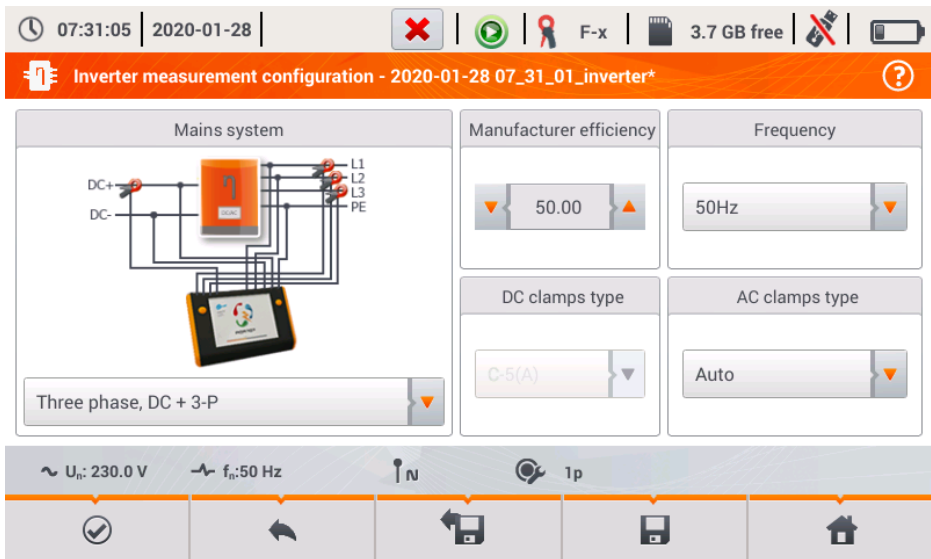 07:31:05 2020-01-28 F-x 3.7 GB free
Inverter measurement configuration - 2020-01-28 07_31_01_inverter* ?
Mains system
Manufacturer efficiency
Frequency
DC+
DC-
L1
L2
L3
PE
DC/AC
50.00
50Hz
DC clamps type
AC clamps type
C-5(A)
Auto
Three phase, DC + 3-P
Un: 230.0 V fn:50 Hz N 1p